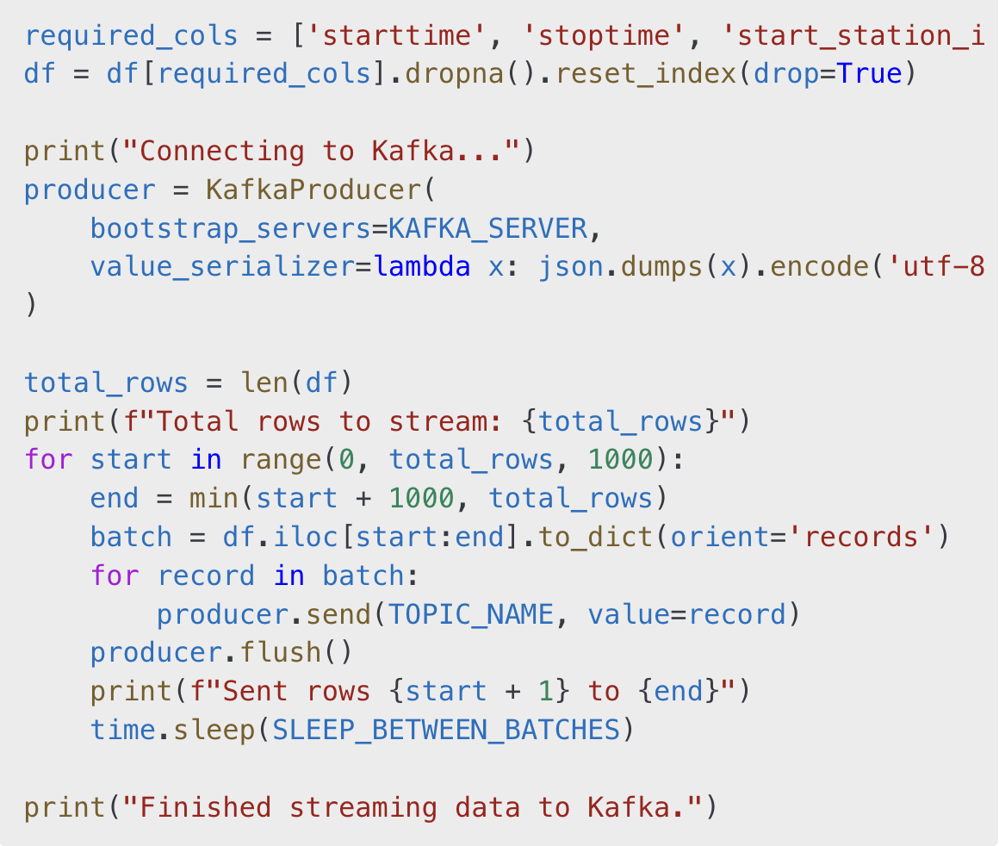 required_cols = ['starttime', 'stoptime', 'start_station_i
df = df[required_cols].dropna().reset_index(drop=True)

print("Connecting to Kafka...")
producer = KafkaProducer(
    bootstrap_servers=KAFKA_SERVER,
    value_serializer=lambda x: json.dumps(x).encode('utf-8
)

total_rows = len(df)
print(f"Total rows to stream: {total_rows}")
for start in range(0, total_rows, 1000):
    end = min(start + 1000, total_rows)
    batch = df.iloc[start:end].to_dict(orient='records')
    for record in batch:
        producer.send(TOPIC_NAME, value=record)
    producer.flush()
    print(f"Sent rows {start + 1} to {end}")
    time.sleep(SLEEP_BETWEEN_BATCHES)

print("Finished streaming data to Kafka.")